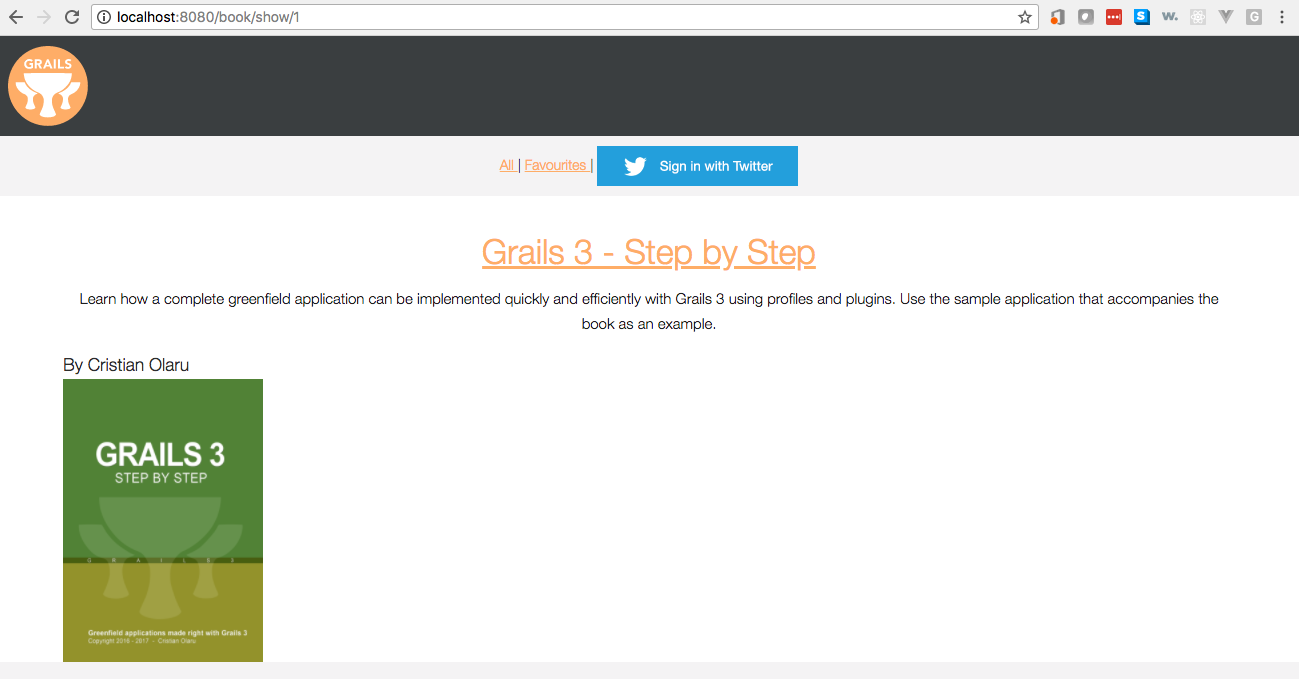 localhost:8080/book/show/1
GRAILS
All | Favourites | Sign in with Twitter
Grails 3 - Step by Step
Learn how a complete greenfield application can be implemented quickly and efficiently with Grails 3 using profiles and plugins. Use the sample application that accompanies the
book as an example.
By Cristian Olaru
GRAILS 3
STEP BY STEP
G R A I L S 3
Greenfield applications made right with Grails 3
Copyright 2016 - 2017 - Cristian Olaru